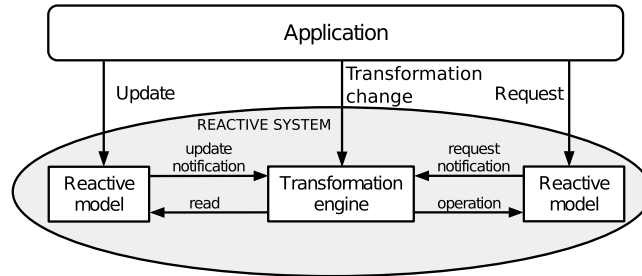 Application
Update
Transformation
change
Request
REACTIVE SYSTEM
update
notification
request
notification
Reactive
model
Transformation
engine
Reactive
model
read
operation